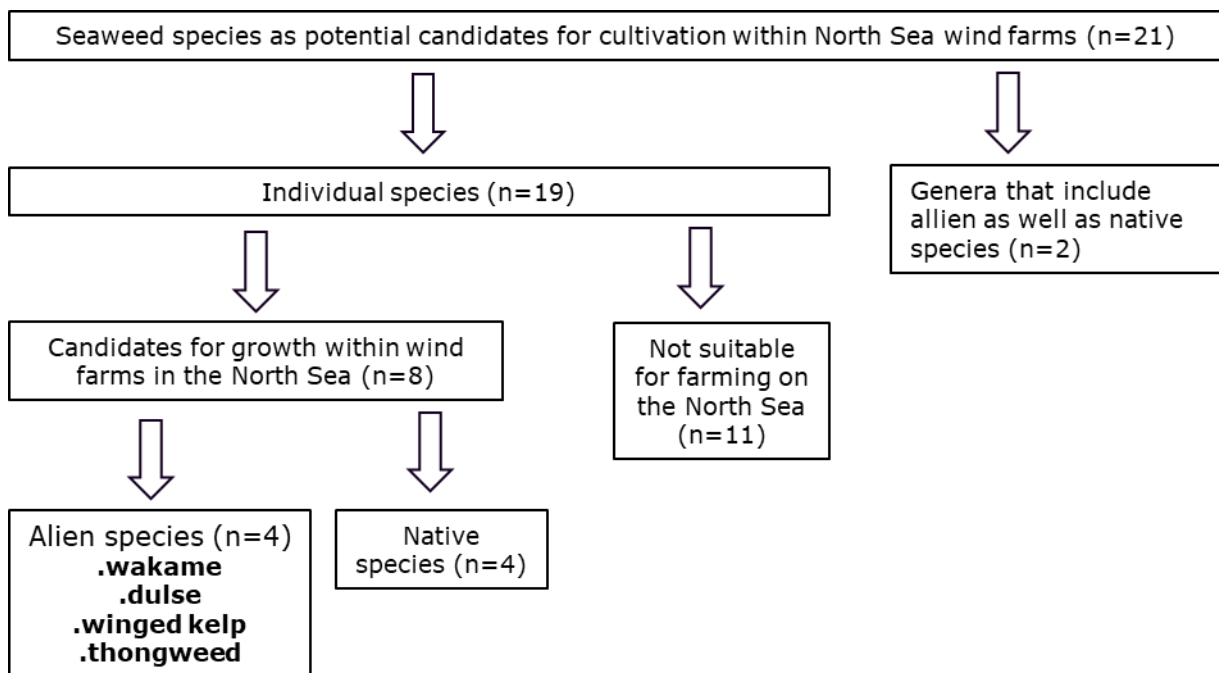 Seaweed species as potential candidates for cultivation within North Sea wind farms (n=21)
Individual species (n=19)
Genera that include
allien as well as native
species (n=2)
Candidates for growth within wind
farms in the North Sea (n=8)
Not suitable
for farming on
the North Sea
(n=11)
Alien species (n=4)
.wakame
.dulse
.winged kelp
.thongweed
Native
species (n=4)